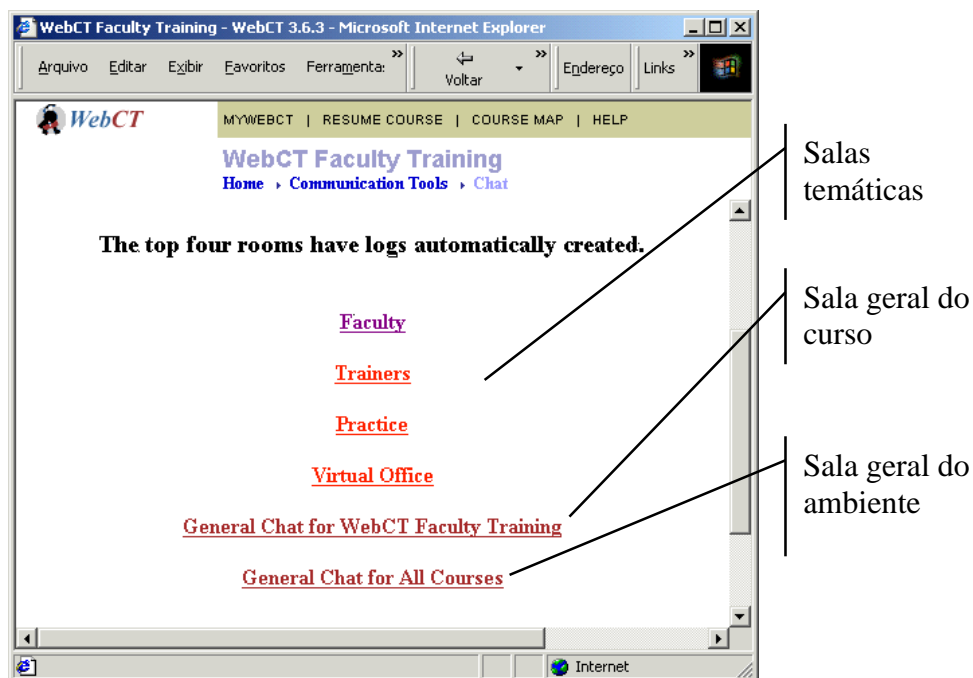 WebCT Faculty Training - WebCT 3.6.3 - Microsoft Internet Explorer
Arquivo Editar Exibir Favoritos Ferramenta: » Voltar » Endereço Links »
WebCT MYWEBCT | RESUME COURSE | COURSE MAP | HELP
WebCT Faculty Training
Home Communication Tools Chat
The top four rooms have logs automatically created.
Faculty
Trainers
Practice
Virtual Office
General Chat for WebCT Faculty Training
General Chat for All Courses
Internet
Salas
temáticas
Sala geral do
curso
Sala geral do
ambiente